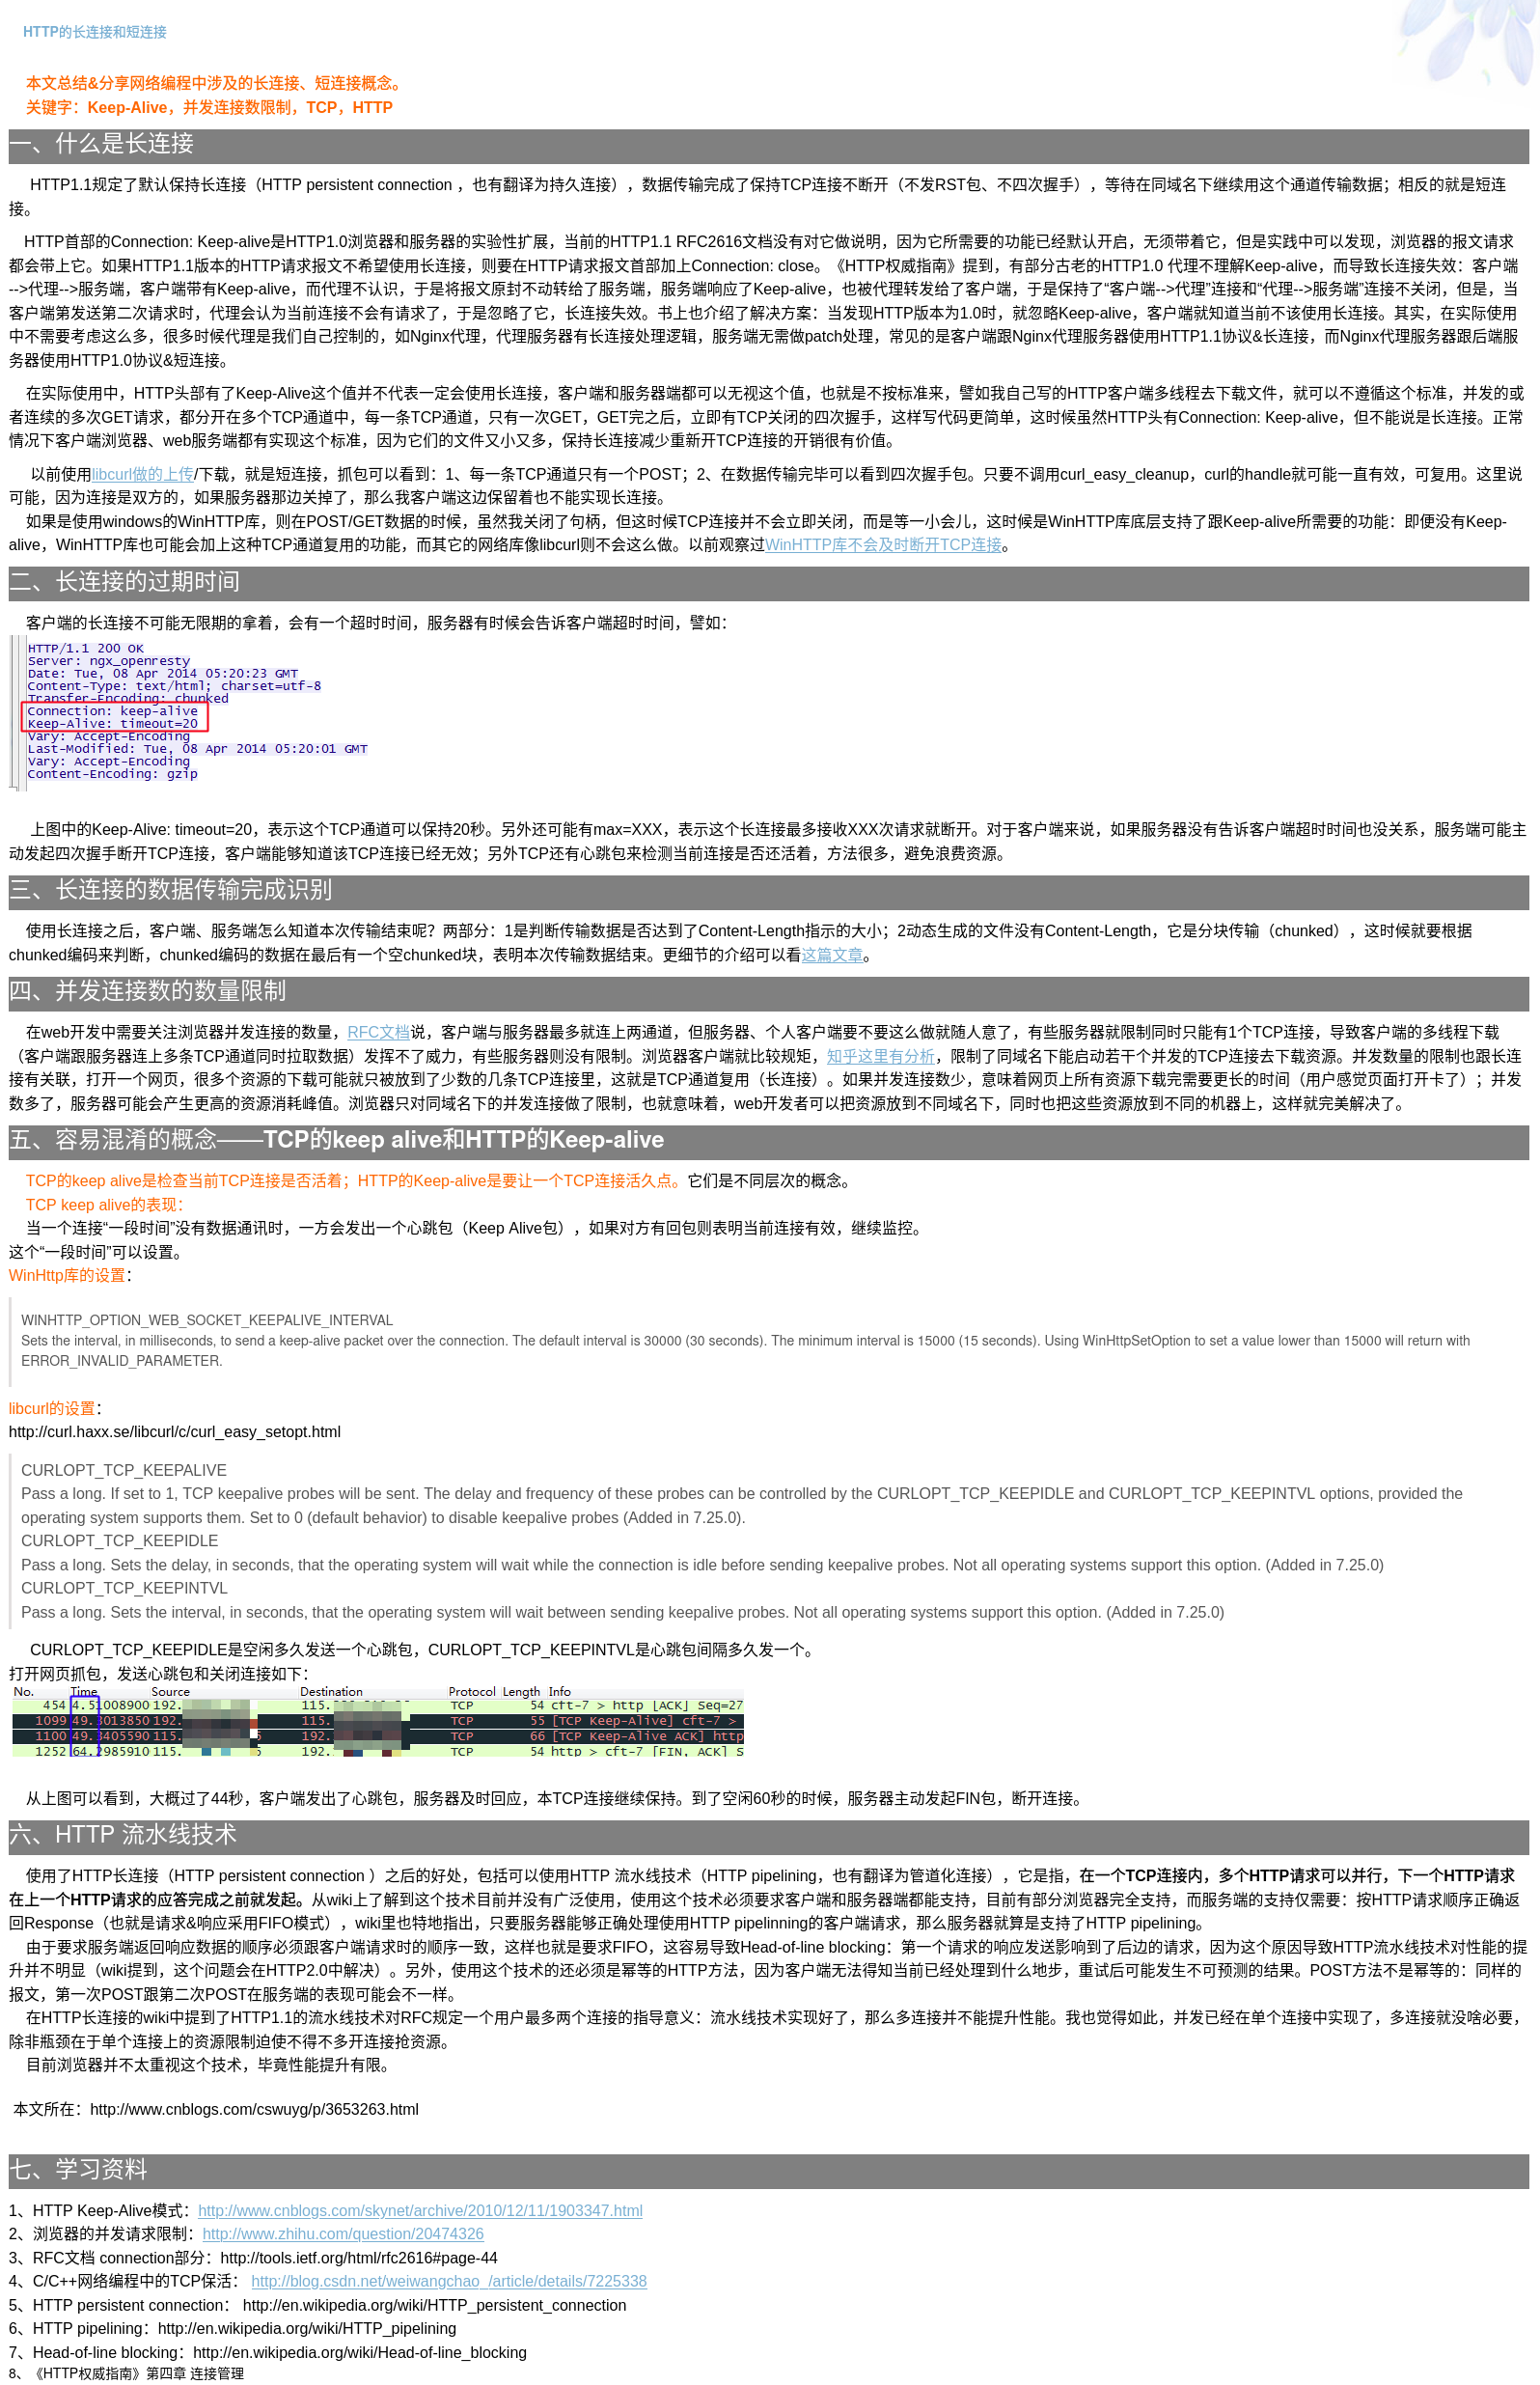 HTTP的长连接和短连接
本文总结&分享网络编程中涉及的长连接、短连接概念。
关键字：Keep-Alive，并发连接数限制，TCP，HTTP
一、什么是长连接
HTTP1.1规定了默认保持长连接（HTTP persistent connection ，也有翻译为持久连接），数据传输完成了保持TCP连接不断开（不发RST包、不四次握手），等待在同域名下继续用这个通道传输数据；相反的就是短连
接。
HTTP首部的Connection: Keep-alive是HTTP1.0浏览器和服务器的实验性扩展，当前的HTTP1.1 RFC2616文档没有对它做说明，因为它所需要的功能已经默认开启，无须带着它，但是实践中可以发现，浏览器的报文请求
都会带上它。如果HTTP1.1版本的HTTP请求报文不希望使用长连接，则要在HTTP请求报文首部加上Connection: close。《HTTP权威指南》提到，有部分古老的HTTP1.0 代理不理解Keep-alive，而导致长连接失效：客户端
-->代理-->服务端，客户端带有Keep-alive，而代理不认识，于是将报文原封不动转给了服务端，服务端响应了Keep-alive，也被代理转发给了客户端，于是保持了“客户端-->代理”连接和“代理-->服务端”连接不关闭，但是，当
客户端第发送第二次请求时，代理会认为当前连接不会有请求了，于是忽略了它，长连接失效。书上也介绍了解决方案：当发现HTTP版本为1.0时，就忽略Keep-alive，客户端就知道当前不该使用长连接。其实，在实际使用
中不需要考虑这么多，很多时候代理是我们自己控制的，如Nginx代理，代理服务器有长连接处理逻辑，服务端无需做patch处理，常见的是客户端跟Nginx代理服务器使用HTTP1.1协议&长连接，而Nginx代理服务器跟后端服
务器使用HTTP1.0协议&短连接。
在实际使用中，HTTP头部有了Keep-Alive这个值并不代表一定会使用长连接，客户端和服务器端都可以无视这个值，也就是不按标准来，譬如我自己写的HTTP客户端多线程去下载文件，就可以不遵循这个标准，并发的或
者连续的多次GET请求，都分开在多个TCP通道中，每一条TCP通道，只有一次GET，GET完之后，立即有TCP关闭的四次握手，这样写代码更简单，这时候虽然HTTP头有Connection: Keep-alive，但不能说是长连接。正常
情况下客户端浏览器、web服务端都有实现这个标准，因为它们的文件又小又多，保持长连接减少重新开TCP连接的开销很有价值。
以前使用libcurl做的上传/下载，就是短连接，抓包可以看到：1、每一条TCP通道只有一个POST；2、在数据传输完毕可以看到四次握手包。只要不调用curl_easy_cleanup，curl的handle就可能一直有效，可复用。这里说
可能，因为连接是双方的，如果服务器那边关掉了，那么我客户端这边保留着也不能实现长连接。
如果是使用windows的WinHTTP库，则在POST/GET数据的时候，虽然我关闭了句柄，但这时候TCP连接并不会立即关闭，而是等一小会儿，这时候是WinHTTP库底层支持了跟Keep-alive所需要的功能：即便没有Keep-
alive，WinHTTP库也可能会加上这种TCP通道复用的功能，而其它的网络库像libcurl则不会这么做。以前观察过WinHTTP库不会及时断开TCP连接。
二、长连接的过期时间
客户端的长连接不可能无限期的拿着，会有一个超时时间，服务器有时候会告诉客户端超时时间，譬如：
HTTP/1.1 200 OK
Server: ngx_openresty
Date: Tue, 08 Apr 2014 05:20:23 GMT
Content-Type: text/html; charset=utf-8
Transfer-Encoding: chunked
Connection: keep-alive
Keep-Alive: timeout=20
Vary: Accept-Encoding
Last-Modified: Tue, 08 Apr 2014 05:20:01 GMT
Vary: Accept-Encoding
Content-Encoding: gzip
上图中的Keep-Alive: timeout=20，表示这个TCP通道可以保持20秒。另外还可能有max=XXX，表示这个长连接最多接收XXX次请求就断开。对于客户端来说，如果服务器没有告诉客户端超时时间也没关系，服务端可能主
动发起四次握手断开TCP连接，客户端能够知道该TCP连接已经无效；另外TCP还有心跳包来检测当前连接是否还活着，方法很多，避免浪费资源。
三、长连接的数据传输完成识别
使用长连接之后，客户端、服务端怎么知道本次传输结束呢？两部分：1是判断传输数据是否达到了Content-Length指示的大小；2动态生成的文件没有Content-Length，它是分块传输（chunked），这时候就要根据
chunked编码来判断，chunked编码的数据在最后有一个空chunked块，表明本次传输数据结束。更细节的介绍可以看这篇文章。
四、并发连接数的数量限制
在web开发中需要关注浏览器并发连接的数量，RFC文档说，客户端与服务器最多就连上两通道，但服务器、个人客户端要不要这么做就随人意了，有些服务器就限制同时只能有1个TCP连接，导致客户端的多线程下载
（客户端跟服务器连上多条TCP通道同时拉取数据）发挥不了威力，有些服务器则没有限制。浏览器客户端就比较规矩，知乎这里有分析，限制了同域名下能启动若干个并发的TCP连接去下载资源。并发数量的限制也跟长连
接有关联，打开一个网页，很多个资源的下载可能就只被放到了少数的几条TCP连接里，这就是TCP通道复用（长连接）。如果并发连接数少，意味着网页上所有资源下载完需要更长的时间（用户感觉页面打开卡了）；并发
数多了，服务器可能会产生更高的资源消耗峰值。浏览器只对同域名下的并发连接做了限制，也就意味着，web开发者可以把资源放到不同域名下，同时也把这些资源放到不同的机器上，这样就完美解决了。
五、容易混淆的概念——TCP的keep alive和HTTP的Keep-alive
TCP的keep alive是检查当前TCP连接是否活着；HTTP的Keep-alive是要让一个TCP连接活久点。它们是不同层次的概念。
TCP keep alive的表现：
当一个连接“一段时间”没有数据通讯时，一方会发出一个心跳包（Keep Alive包），如果对方有回包则表明当前连接有效，继续监控。
这个“一段时间”可以设置。
WinHttp库的设置：
WINHTTP_OPTION_WEB_SOCKET_KEEPALIVE_INTERVAL
Sets the interval, in milliseconds, to send a keep-alive packet over the connection. The default interval is 30000 (30 seconds). The minimum interval is 15000 (15 seconds). Using WinHttpSetOption to set a value lower than 15000 will return with
ERROR_INVALID_PARAMETER.
libcurl的设置：
http://curl.haxx.se/libcurl/c/curl_easy_setopt.html
CURLOPT_TCP_KEEPALIVE
Pass a long. If set to 1, TCP keepalive probes will be sent. The delay and frequency of these probes can be controlled by the CURLOPT_TCP_KEEPIDLE and CURLOPT_TCP_KEEPINTVL options, provided the
operating system supports them. Set to 0 (default behavior) to disable keepalive probes (Added in 7.25.0).
CURLOPT_TCP_KEEPIDLE
Pass a long. Sets the delay, in seconds, that the operating system will wait while the connection is idle before sending keepalive probes. Not all operating systems support this option. (Added in 7.25.0)
CURLOPT_TCP_KEEPINTVL
Pass a long. Sets the interval, in seconds, that the operating system will wait between sending keepalive probes. Not all operating systems support this option. (Added in 7.25.0)
CURLOPT_TCP_KEEPIDLE是空闲多久发送一个心跳包，CURLOPT_TCP_KEEPINTVL是心跳包间隔多久发一个。
打开网页抓包，发送心跳包和关闭连接如下：
No. Time Source Destination Protocol Length Info
454 4.51008900 192. 115. TCP 54 cft-7 > http [ACK] Seq=27
1099 49.3013850 192. 115. TCP 55 [TCP Keep-Alive] cft-7 >
1100 49.3405590 115. 192. TCP 66 [TCP Keep-Alive ACK] http
1252 64.2985910 115. 192. TCP 54 http > cft-7 [FIN, ACK] S
从上图可以看到，大概过了44秒，客户端发出了心跳包，服务器及时回应，本TCP连接继续保持。到了空闲60秒的时候，服务器主动发起FIN包，断开连接。
六、HTTP 流水线技术
使用了HTTP长连接（HTTP persistent connection ）之后的好处，包括可以使用HTTP 流水线技术（HTTP pipelining，也有翻译为管道化连接），它是指，在一个TCP连接内，多个HTTP请求可以并行，下一个HTTP请求
在上一个HTTP请求的应答完成之前就发起。从wiki上了解到这个技术目前并没有广泛使用，使用这个技术必须要求客户端和服务器端都能支持，目前有部分浏览器完全支持，而服务端的支持仅需要：按HTTP请求顺序正确返
回Response（也就是请求&响应采用FIFO模式），wiki里也特地指出，只要服务器能够正确处理使用HTTP pipelinning的客户端请求，那么服务器就算是支持了HTTP pipelining。
由于要求服务端返回响应数据的顺序必须跟客户端请求时的顺序一致，这样也就是要求FIFO，这容易导致Head-of-line blocking：第一个请求的响应发送影响到了后边的请求，因为这个原因导致HTTP流水线技术对性能的提
升并不明显（wiki提到，这个问题会在HTTP2.0中解决）。另外，使用这个技术的还必须是幂等的HTTP方法，因为客户端无法得知当前已经处理到什么地步，重试后可能发生不可预测的结果。POST方法不是幂等的：同样的
报文，第一次POST跟第二次POST在服务端的表现可能会不一样。
在HTTP长连接的wiki中提到了HTTP1.1的流水线技术对RFC规定一个用户最多两个连接的指导意义：流水线技术实现好了，那么多连接并不能提升性能。我也觉得如此，并发已经在单个连接中实现了，多连接就没啥必要，
除非瓶颈在于单个连接上的资源限制迫使不得不多开连接抢资源。
目前浏览器并不太重视这个技术，毕竟性能提升有限。
本文所在：http://www.cnblogs.com/cswuyg/p/3653263.html
七、学习资料
1、HTTP Keep-Alive模式：http://www.cnblogs.com/skynet/archive/2010/12/11/1903347.html
2、浏览器的并发请求限制：http://www.zhihu.com/question/20474326
3、RFC文档 connection部分：http://tools.ietf.org/html/rfc2616#page-44
4、C/C++网络编程中的TCP保活： http://blog.csdn.net/weiwangchao_/article/details/7225338
5、HTTP persistent connection： http://en.wikipedia.org/wiki/HTTP_persistent_connection
6、HTTP pipelining：http://en.wikipedia.org/wiki/HTTP_pipelining
7、Head-of-line blocking：http://en.wikipedia.org/wiki/Head-of-line_blocking
8、《HTTP权威指南》第四章 连接管理